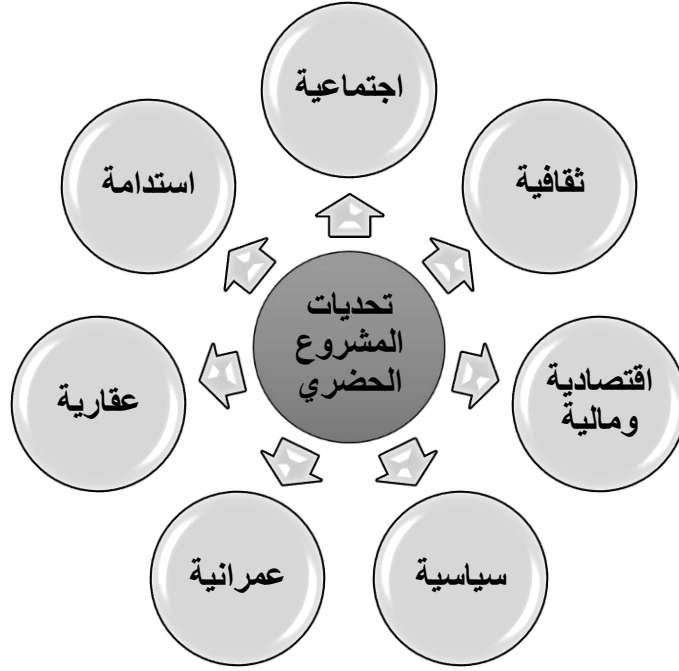 اجتماعية
ثقافية
اقتصادية
ومالية
سياسية
عمرانية
عقارية
استدامة
تحديات
المشروع
الحضري